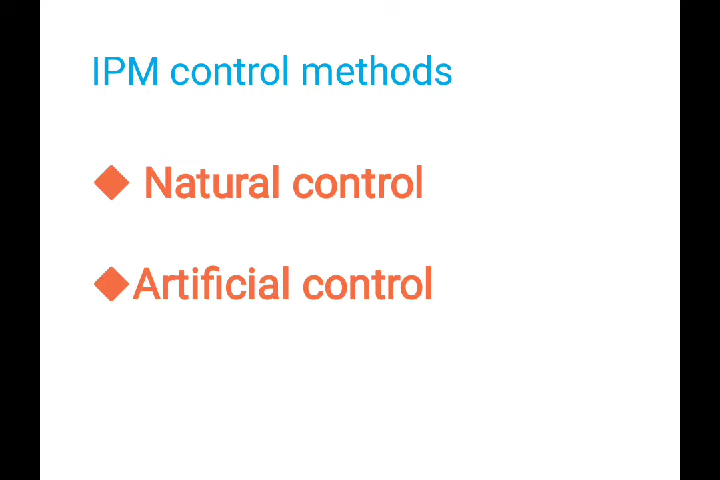 IPM control methods
◆ Natural control
◆Artificial control